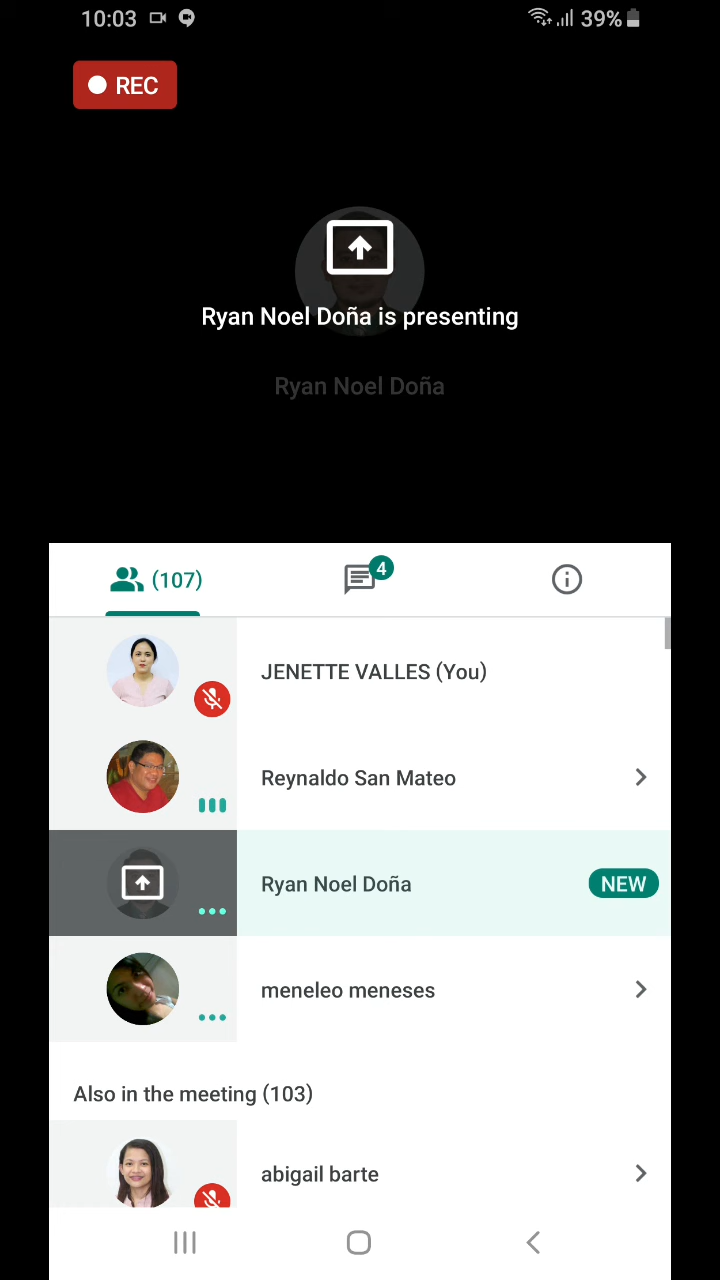 10:03
39%
REC
Ryan Noel Doña is presenting
Ryan Noel Doña
(107)
4
JENETTE VALLES (You)
Reynaldo San Mateo
Ryan Noel Doña
NEW
meneleo meneses
Also in the meeting (103)
abigail barte